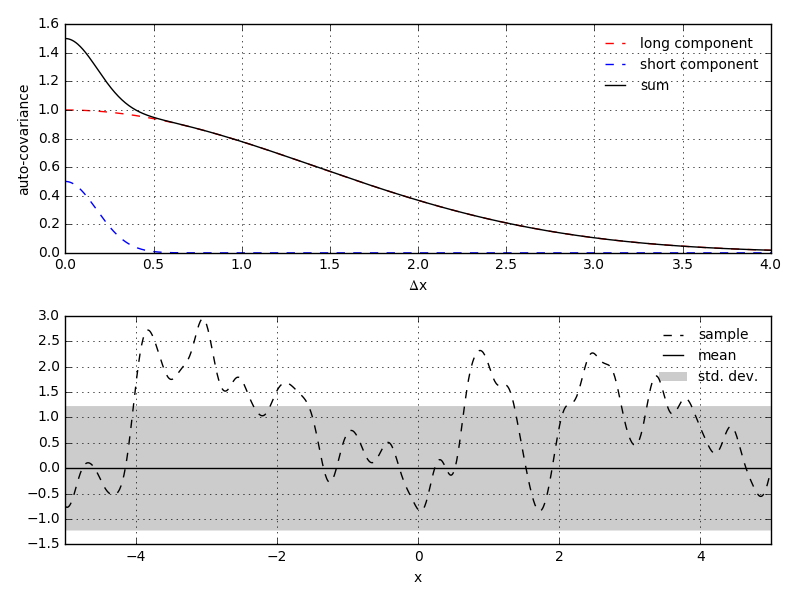 1.6
1.4
1.2
1.0
0.8
0.6
0.4
0.2
0.0
auto-covariance
long component
short component
sum
0.0 0.5 1.0 1.5 2.0 2.5 3.0 3.5 4.0
Δx
3.0
2.5
2.0
1.5
1.0
0.5
0.0
−0.5
−1.0
−1.5
sample
mean
std. dev.
−4 −2 0 2 4
x